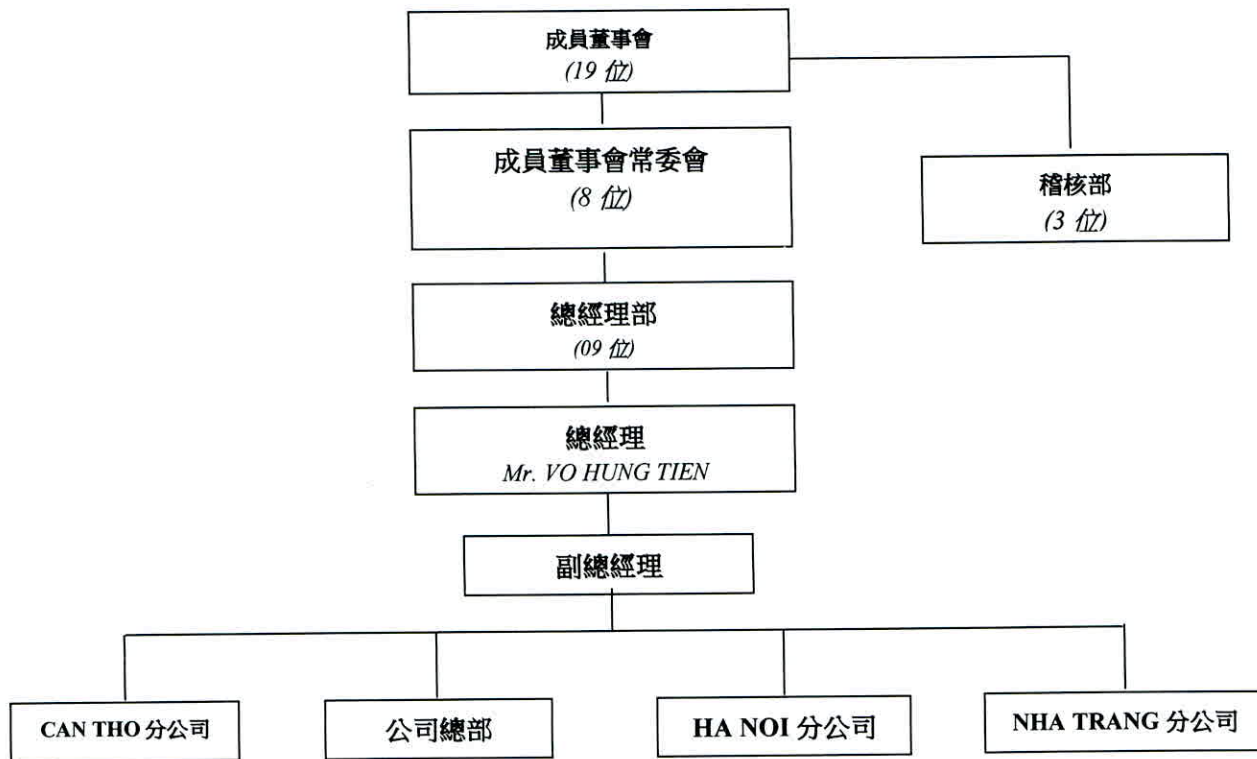 成員董事會
(19 位)
成員董事會常委會
(8 位)
稽核部
(3 位)
總經理部
(09 位)
總經理
Mr. VO HUNG TIEN
副總經理
CAN THO 分公司
公司總部
HA NOI 分公司
NHA TRANG 分公司